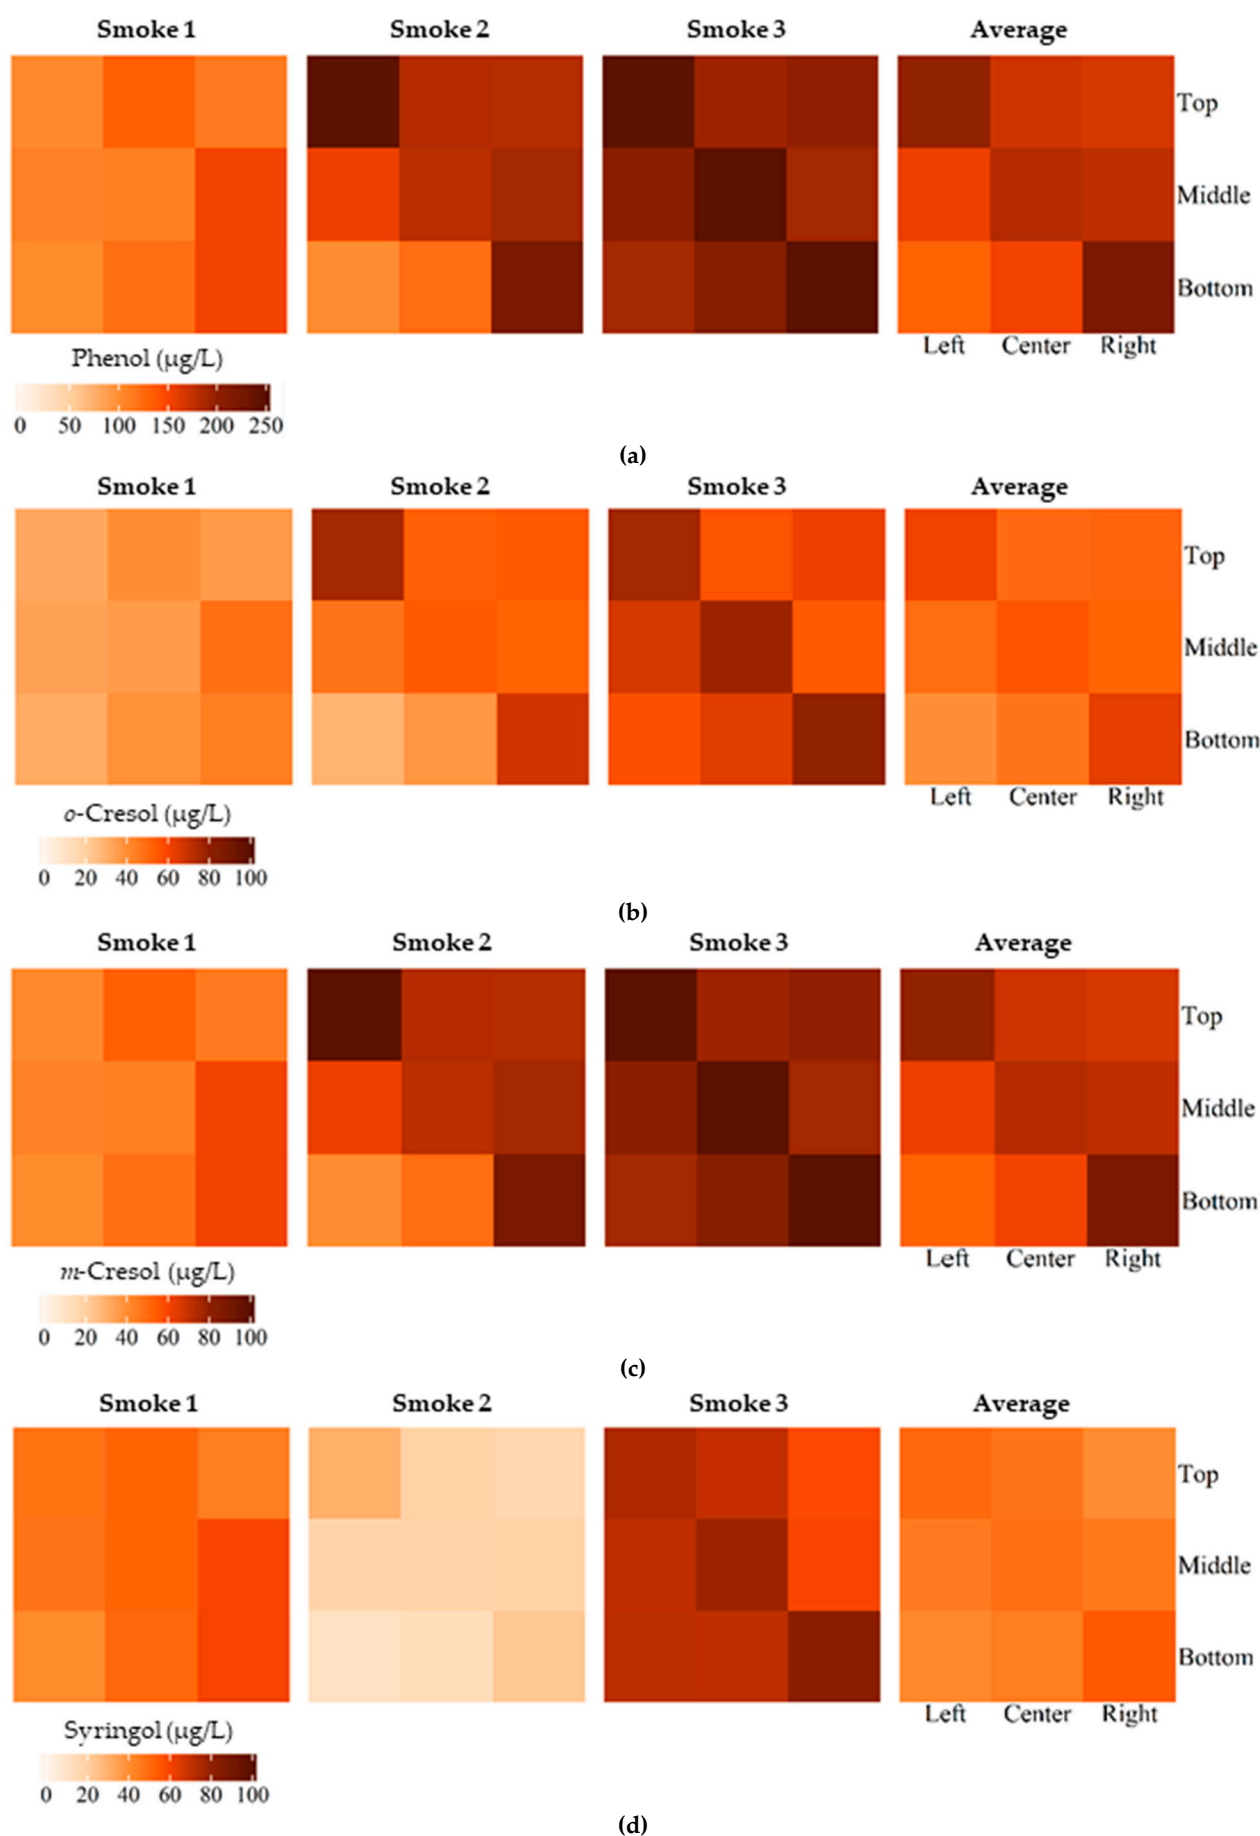 Smoke 1 Smoke 2 Smoke 3 Average
Top
Middle
Bottom
Left Center Right
Phenol (µg/L)
0 50 100 150 200 250
(a)
Smoke 1 Smoke 2 Smoke 3 Average
Top
Middle
Bottom
Left Center Right
o-Cresol (µg/L)
0 20 40 60 80 100
(b)
Smoke 1 Smoke 2 Smoke 3 Average
Top
Middle
Bottom
Left Center Right
m-Cresol (µg/L)
0 20 40 60 80 100
(c)
Smoke 1 Smoke 2 Smoke 3 Average
Top
Middle
Bottom
Left Center Right
Syringol (µg/L)
0 20 40 60 80 100
(d)